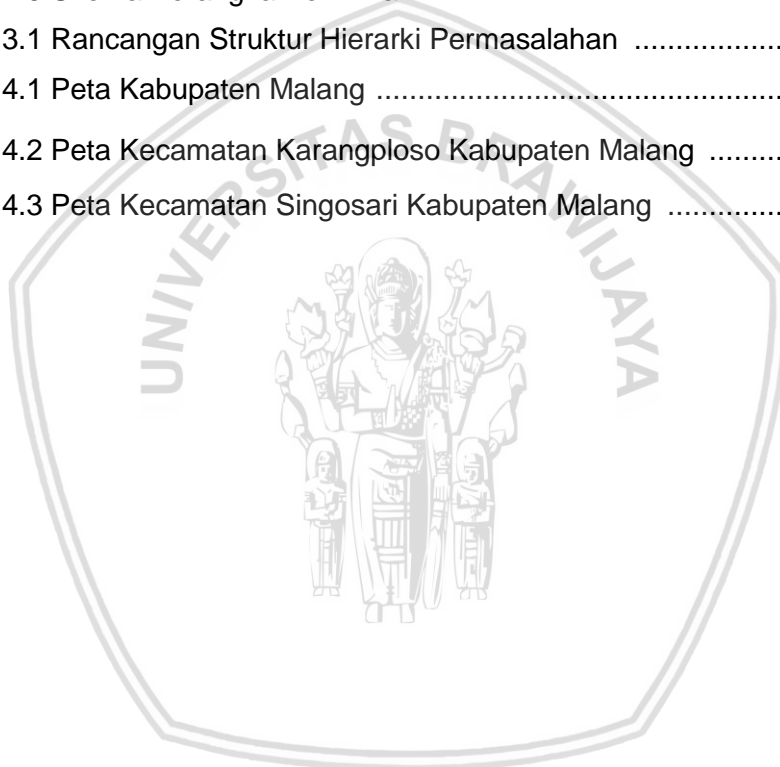 3.1 Rancangan Struktur Hierarki Permasalahan ...................
4.1 Peta Kabupaten Malang .................................................
4.2 Peta Kecamatan Karangploso Kabupaten Malang .........
4.3 Peta Kecamatan Singosari Kabupaten Malang ..............
UNIVERSITAS BRAWIJAYA